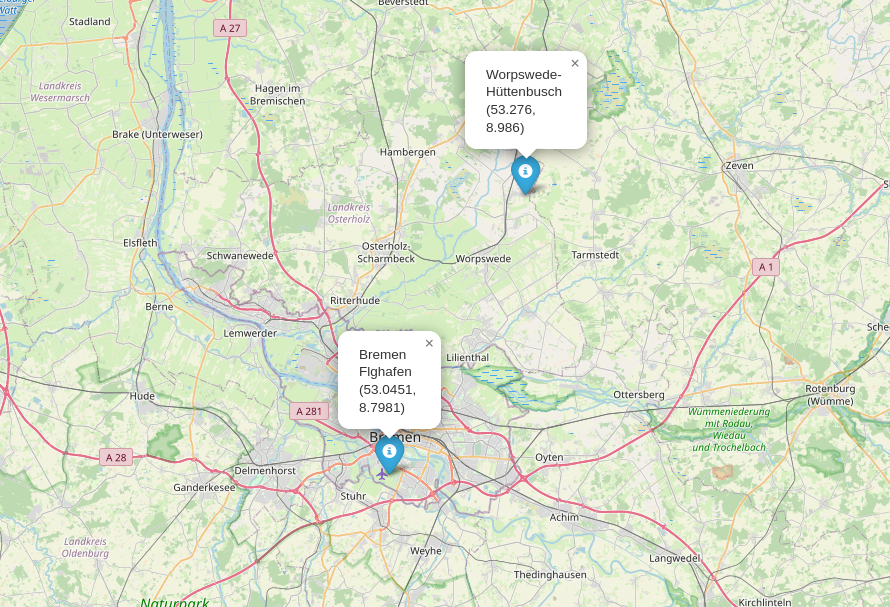 Beverstedt
Stadland
A 27
Landkreis
Wesermarsch
Hagen im
Bremischen
×
Worpswede-
Hüttenbusch
(53.276,
8.986)
Brake (Unterweser)
Hambergen
Zeven
Landkreis
Osterholz
Elsfleth
Osterholz-
Scharmbeck
Schwanewede
Worpswede
Tarmstedt
A 1
Ritterhude
Berne
Lemwerder
×
Bremen
Flghafen
(53.0451,
8.7981)
Lilienthal
Hude
Ottersberg
Rotenburg
(Wümme)
A 281
Wümmeniederung
mit Rodau,
Wiedau
und Trochelbach
Bremen
A 28
Delmenhorst
Oyten
Ganderkesee
Stuhr
Achim
Landkreis
Oldenburg
Weyhe
Langwedel
Thedinghausen
Naturpark
Kirchlinteln